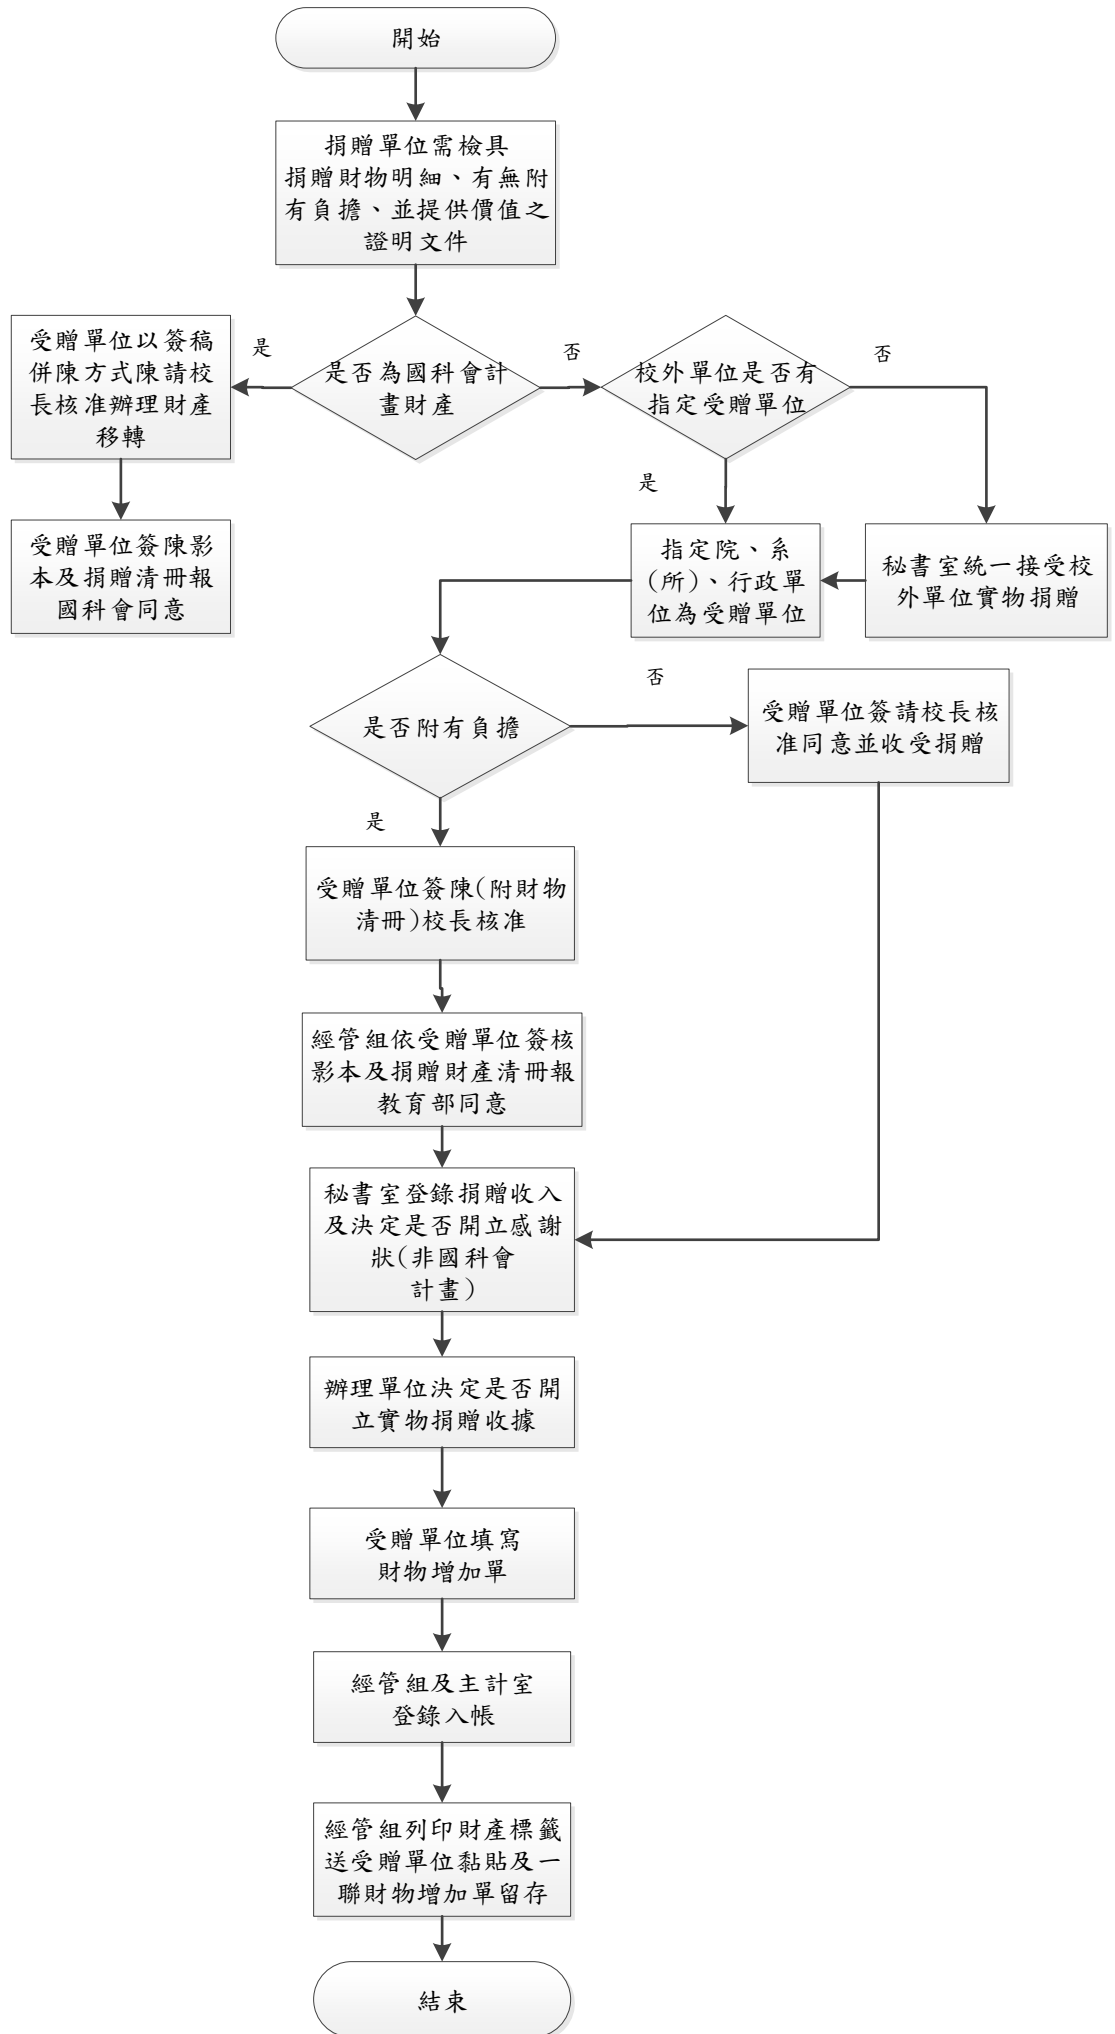 開始
捐贈單位需檢具
捐贈財物明細、有無附
有負擔、並提供價值之
證明文件
受贈單位以簽稿
併陳方式陳請校
長核准辦理財產
移轉
是
是否為國科會計
畫財產
否
校外單位是否有
指定受贈單位
否
是
受贈單位簽陳影
本及捐贈清冊報
國科會同意
指定院、系
(所)、行政單
位為受贈單位
秘書室統一接受校
外單位實物捐贈
是否附有負擔
否
受贈單位簽請校長核
准同意並收受捐贈
是
受贈單位簽陳(附財物
清冊)校長核准
經管組依受贈單位簽核
影本及捐贈財產清冊報
教育部同意
秘書室登錄捐贈收入
及決定是否開立感謝
狀(非國科會
計畫)
辦理單位決定是否開
立實物捐贈收據
受贈單位填寫
財物增加單
經管組及主計室
登錄入帳
經管組列印財產標籤
送受贈單位黏貼及一
聯財物增加單留存
結束